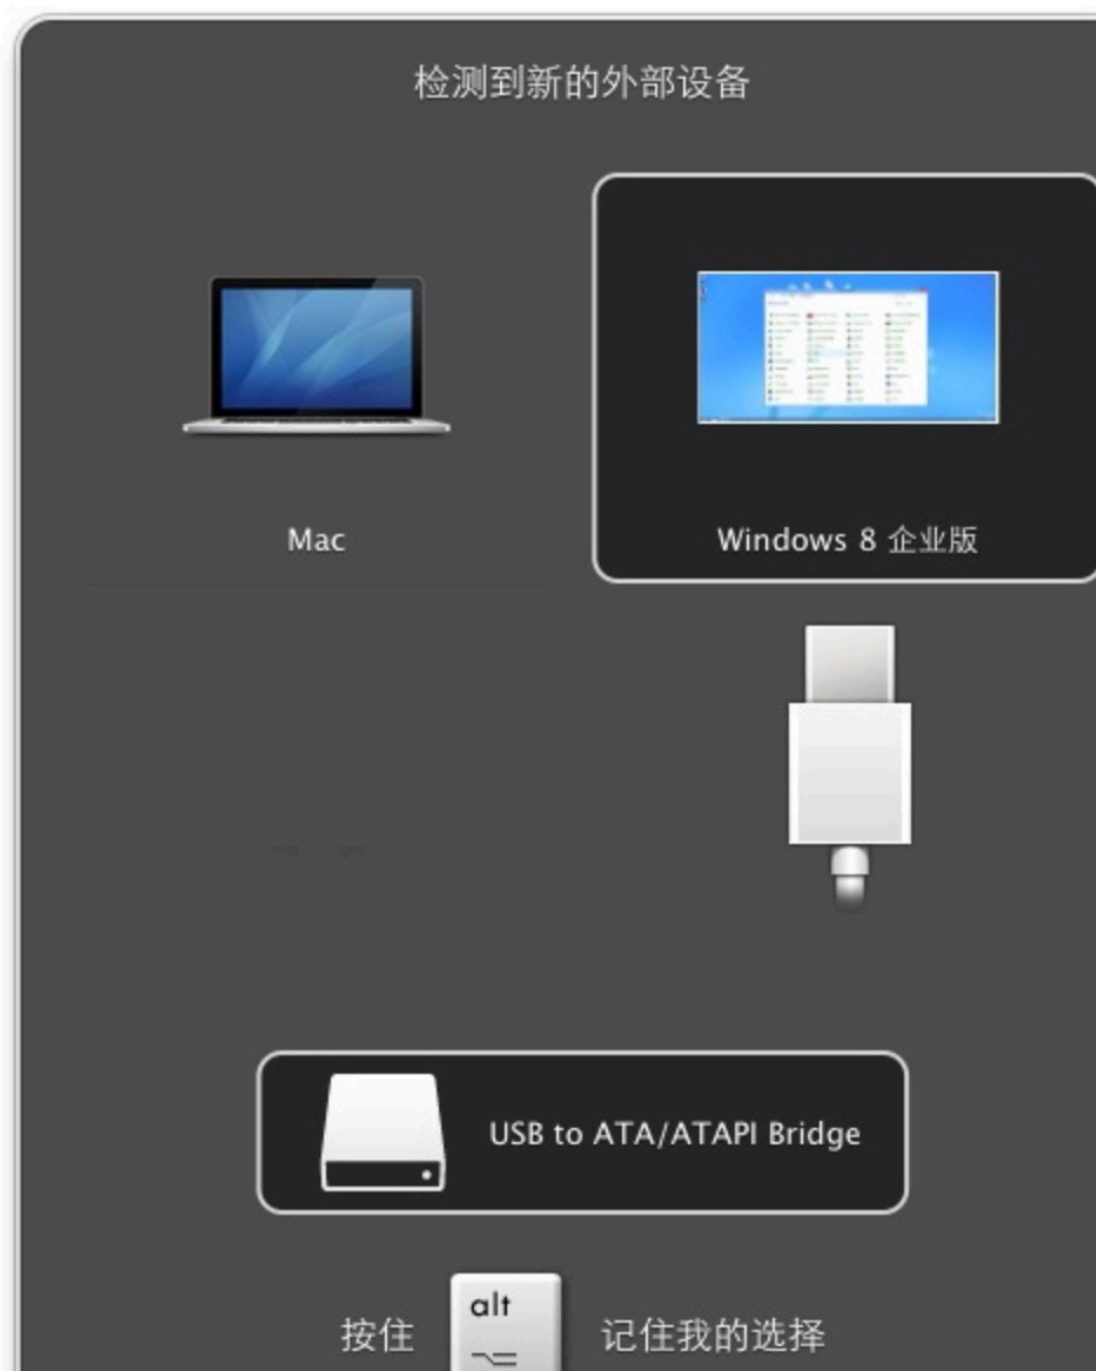 检测到新的外部设备
Mac
Windows 8 企业版
USB to ATA/ATAPI Bridge
按住 alt 记住我的选择